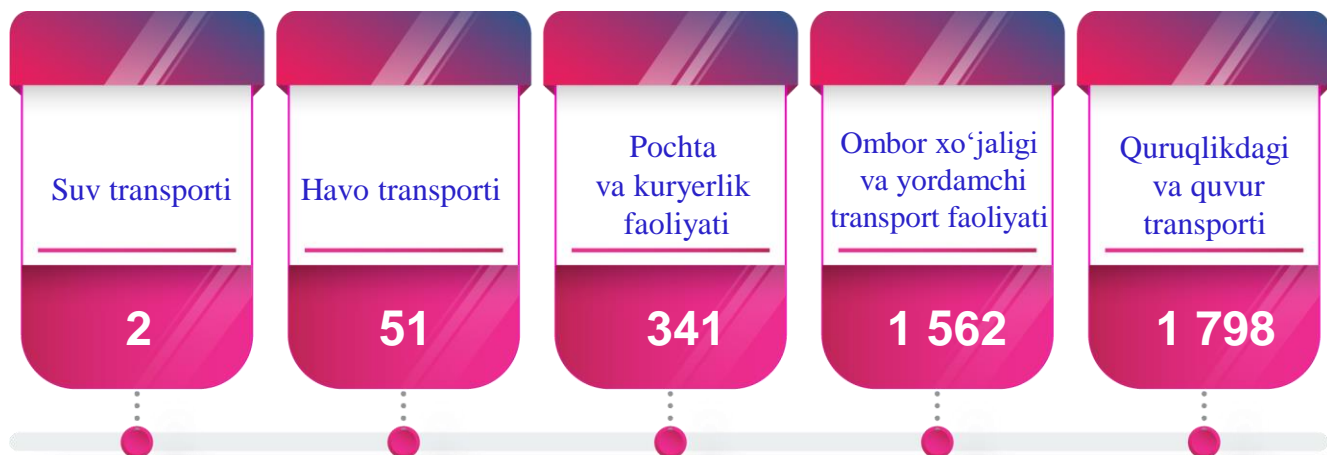 Suv transporti
2
Havo transporti
51
Pochta
va kuryerlik
faoliyati
341
Ombor xo‘jaligi
va yordamchi
transport faoliyati
1 562
Quruqlikdagi
va quvur
transporti
1 798